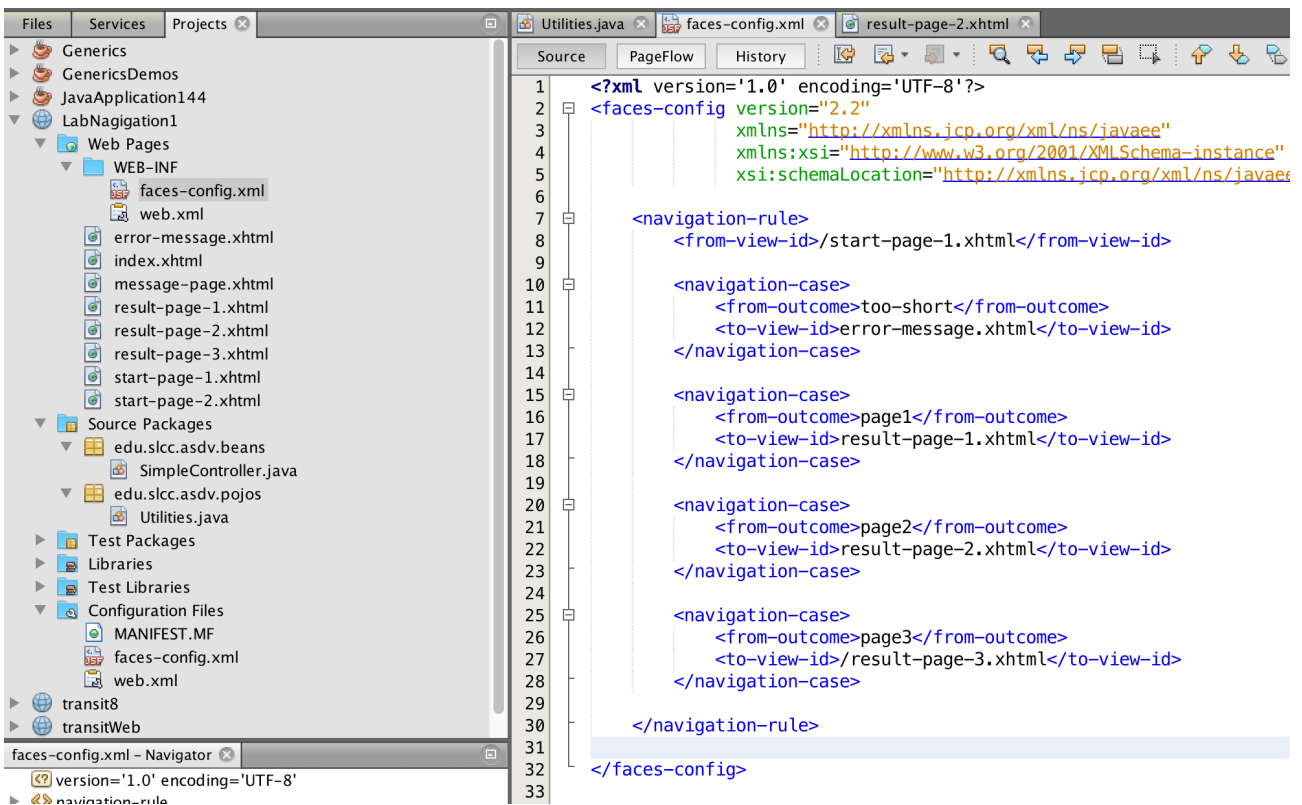 Files Services Projects
Generics
GenericsDemos
JavaApplication144
LabNagigation1
Web Pages
WEB-INF
faces-config.xml
web.xml
error-message.xhtml
index.xhtml
message-page.xhtml
result-page-1.xhtml
result-page-2.xhtml
result-page-3.xhtml
start-page-1.xhtml
start-page-2.xhtml
Source Packages
edu.slcc.asdv.beans
SimpleController.java
edu.slcc.asdv.pojos
Utilities.java
Test Packages
Libraries
Test Libraries
Configuration Files
MANIFEST.MF
faces-config.xml
web.xml
transit8
transitWeb
faces-config.xml - Navigator
version='1.0' encoding='UTF-8'
navigation-rule
Utilities.java faces-config.xml result-page-2.xhtml
Source PageFlow History
1 <?xml version='1.0' encoding='UTF-8'?>
2 <faces-config version="2.2"
3 xmlns="http://xmlns.jcp.org/xml/ns/javaee"
4 xmlns:xsi="http://www.w3.org/2001/XMLSchema-instance"
5 xsi:schemaLocation="http://xmlns.jcp.org/xml/ns/javaee
6
7 <navigation-rule>
8 <from-view-id>/start-page-1.xhtml</from-view-id>
9
10 <navigation-case>
11 <from-outcome>too-short</from-outcome>
12 <to-view-id>error-message.xhtml</to-view-id>
13 </navigation-case>
14
15 <navigation-case>
16 <from-outcome>page1</from-outcome>
17 <to-view-id>result-page-1.xhtml</to-view-id>
18 </navigation-case>
19
20 <navigation-case>
21 <from-outcome>page2</from-outcome>
22 <to-view-id>result-page-2.xhtml</to-view-id>
23 </navigation-case>
24
25 <navigation-case>
26 <from-outcome>page3</from-outcome>
27 <to-view-id>/result-page-3.xhtml</to-view-id>
28 </navigation-case>
29
30 </navigation-rule>
31
32 </faces-config>
33